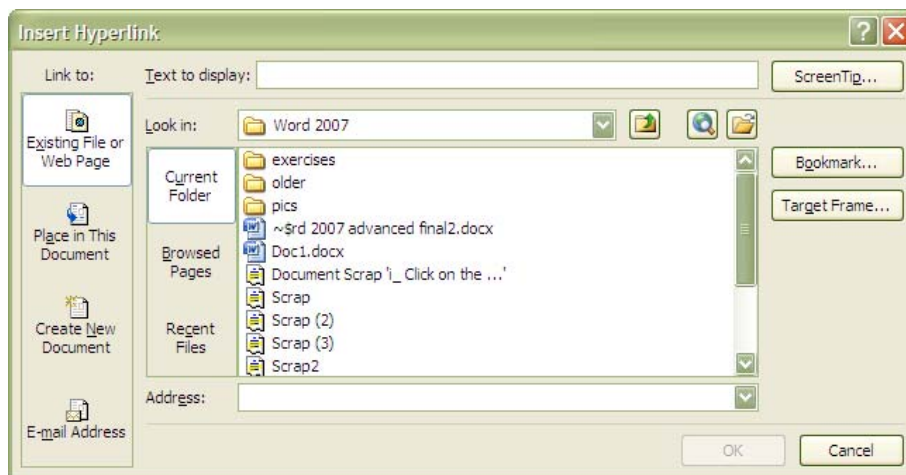 Insert Hyperlink
Link to:
Text to display:
ScreenTip...
Existing File or
Web Page
Look in:
Word 2007
Current
Folder
exercises
older
pics
~$rd 2007 advanced final2.docx
Doc1.docx
Document Scrap 'i_ Click on the ...'
Scrap
Scrap (2)
Scrap (3)
Scrap2
Bookmark...
Target Frame...
Place in This
Document
Browsed
Pages
Create New
Document
Recent
Files
E-mail Address
Address:
OK
Cancel